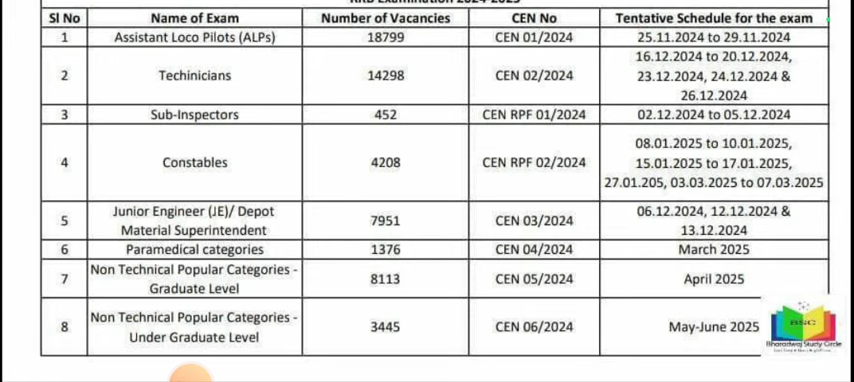 RRB Examination 2024-2025
Sl No Name of Exam Number of Vacancies CEN No Tentative Schedule for the exam
1 Assistant Loco Pilots (ALPs) 18799 CEN 01/2024 25.11.2024 to 29.11.2024
2 Techinicians 14298 CEN 02/2024 16.12.2024 to 20.12.2024,
23.12.2024, 24.12.2024 &
26.12.2024
3 Sub-Inspectors 452 CEN RPF 01/2024 02.12.2024 to 05.12.2024
4 Constables 4208 CEN RPF 02/2024 08.01.2025 to 10.01.2025,
15.01.2025 to 17.01.2025,
27.01.205, 03.03.2025 to 07.03.2025
5 Junior Engineer (JE)/ Depot
Material Superintendent 7951 CEN 03/2024 06.12.2024, 12.12.2024 &
13.12.2024
6 Paramedical categories 1376 CEN 04/2024 March 2025
7 Non Technical Popular Categories -
Graduate Level 8113 CEN 05/2024 April 2025
8 Non Technical Popular Categories -
Under Graduate Level 3445 CEN 06/2024 May-June 2025
BSC
Bharadwaj Study Circle